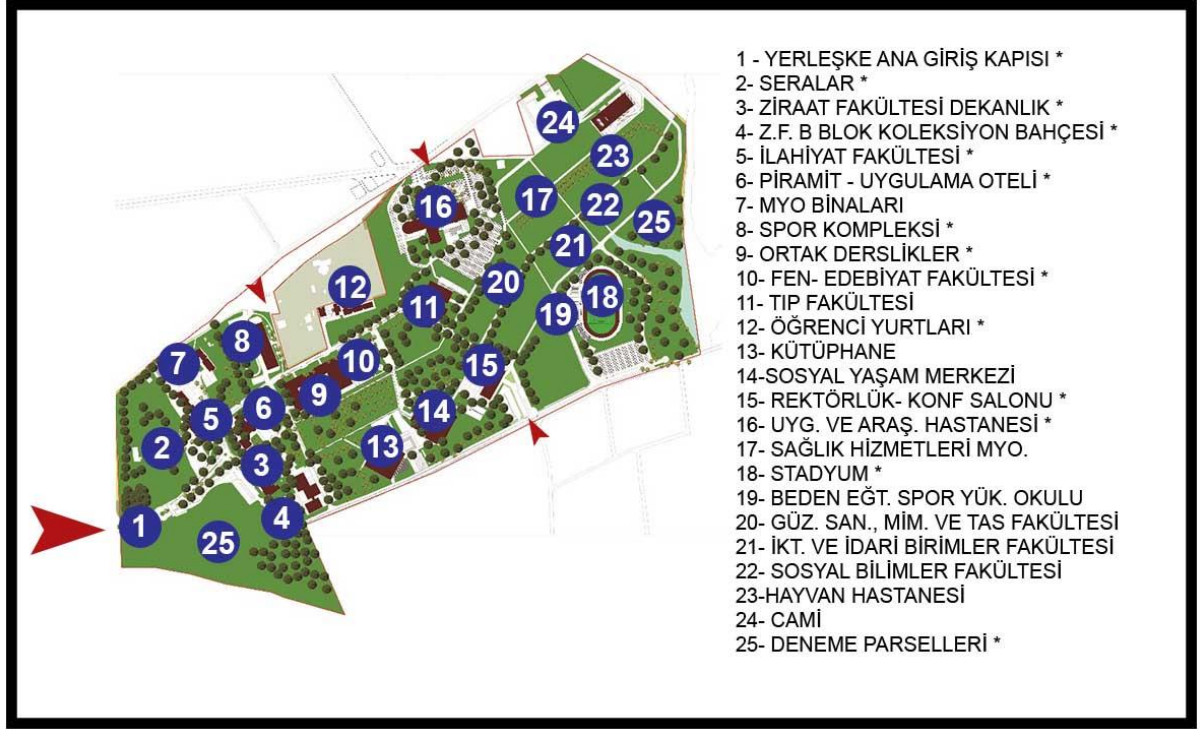 1 - YERLEŞKE ANA GİRİŞ KAPISI *
2- SERALAR *
3- ZİRAAT FAKÜLTESİ DEKANLIK *
4- Z.F. B BLOK KOLEKSİYON BAHÇESİ *
5- İLAHİYAT FAKÜLTESİ *
6- PİRAMİT - UYGULAMA OTELİ *
7- MYO BİNALARI
8- SPOR KOMPLEKSİ *
9- ORTAK DERSLİKLER *
10- FEN- EDEBİYAT FAKÜLTESİ *
11- TIP FAKÜLTESİ
12- ÖĞRENCİ YURTLARI *
13- KÜTÜPHANE
14-SOSYAL YAŞAM MERKEZİ
15- REKTÖRLÜK- KONF SALONU *
16- UYG. VE ARAŞ. HASTANESİ *
17- SAĞLIK HİZMETLERİ MYO.
18- STADYUM *
19- BEDEN EĞT. SPOR YÜK. OKULU
20- GÜZ. SAN., MİM. VE TAS FAKÜLTESİ
21- İKT. VE İDARİ BİRİMLER FAKÜLTESİ
22- SOSYAL BİLİMLER FAKÜLTESİ
23-HAYVAN HASTANESİ
24- CAMİ
25- DENEME PARSELLERİ *
24
23
17
22
16
25
21
20
12
18
11
19
8
7
10
15
9
6
14
5
2
13
3
4
1
25